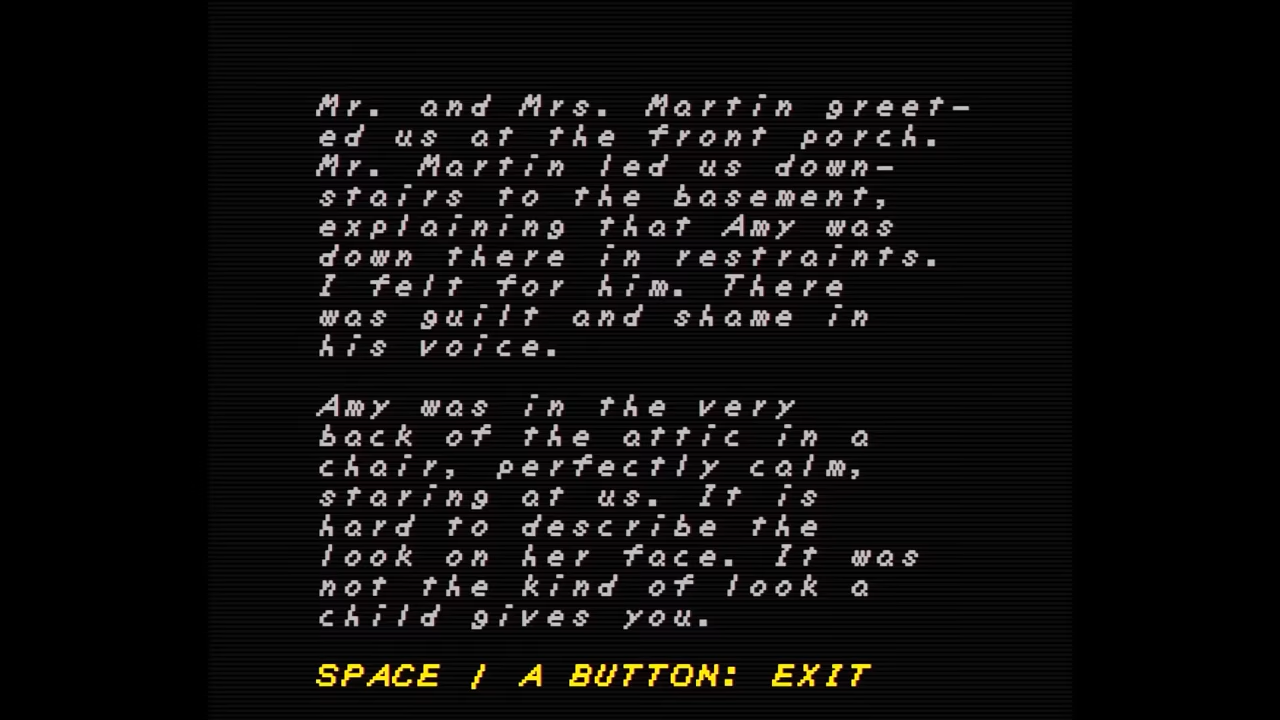 Mr. and Mrs. Martin greet-
ed us at the front porch.
Mr. Martin led us down-
stairs to the basement,
explaining that Amy was
down there in restraints.
I felt for him. There
was guilt and shame in
his voice.
Amy was in the very
back of the attic in a
chair, perfectly calm,
staring at us. It is
hard to describe the
look on her face. It was
not the kind of look a
child gives you.
SPACE / A BUTTON: EXIT